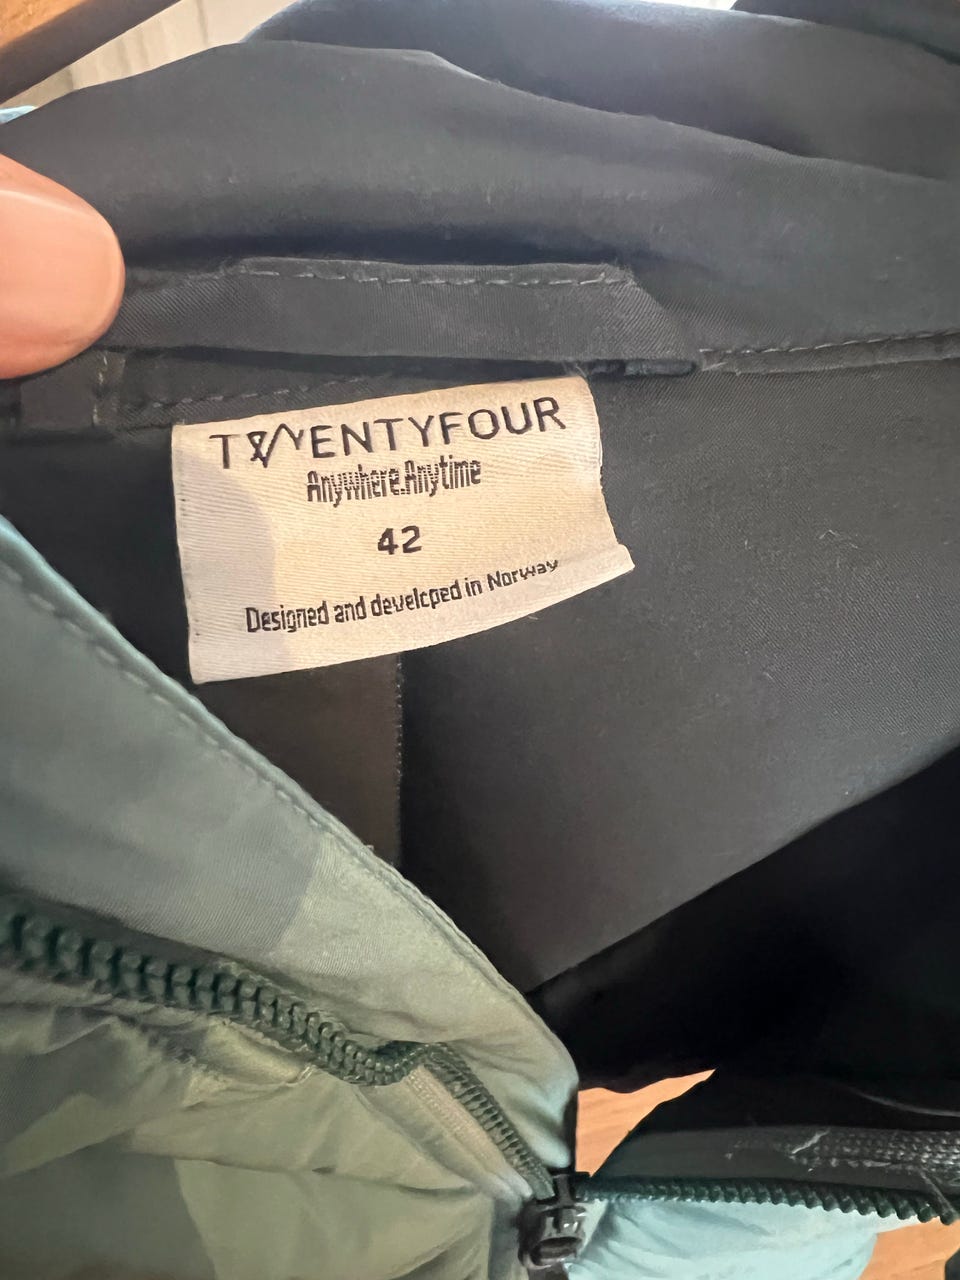 TWENTYFOUR
Anywhere.Anytime
42
Designed and develcped in Norway